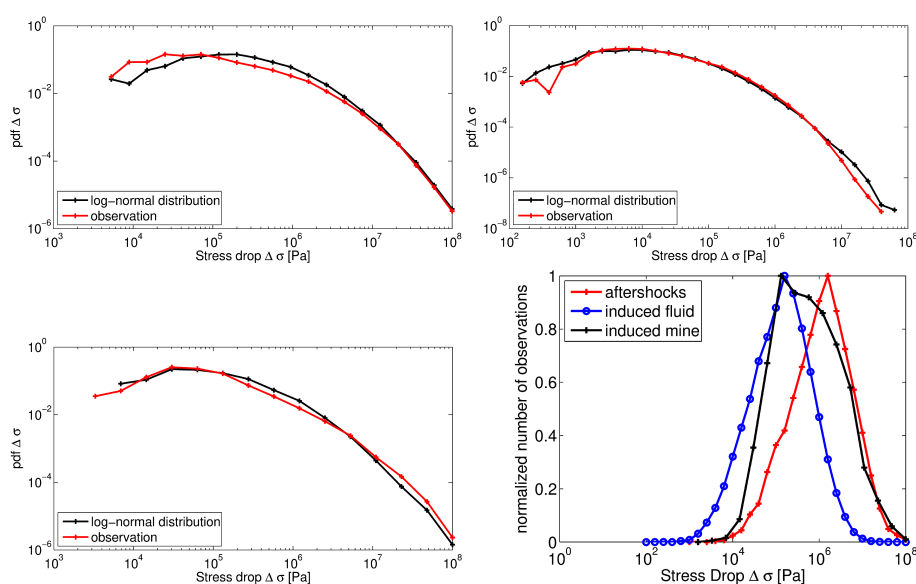 10^0
10^-2
10^-4
10^-6
pdf Δ σ
log-normal distribution
observation
10^3 10^4 10^5 10^6 10^7 10^8
Stress drop Δ σ [Pa]
10^0
10^-2
10^-4
10^-6
10^-8
pdf Δ σ
log-normal distribution
observation
10^2 10^3 10^4 10^5 10^6 10^7 10^8
Stress drop Δ σ [Pa]
10^0
10^-2
10^-4
10^-6
pdf Δ σ
log-normal distribution
observation
10^3 10^4 10^5 10^6 10^7 10^8
Stress drop Δ σ [Pa]
1
0.8
0.6
0.4
0.2
0
normalized number of observations
aftershocks
induced fluid
induced mine
10^0 10^2 10^4 10^6 10^8
Stress Drop Δ σ [Pa]